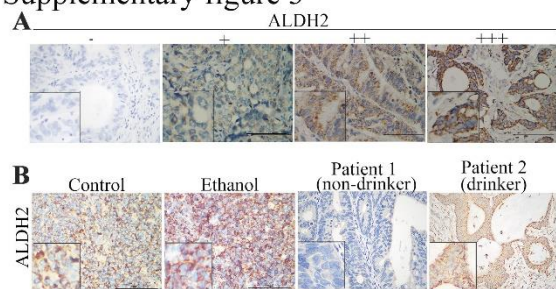 Supplementary figure 3
A
ALDH2
- + ++ +++
B
Control Ethanol Patient 1 (non-drinker) Patient 2 (drinker)
ALDH2